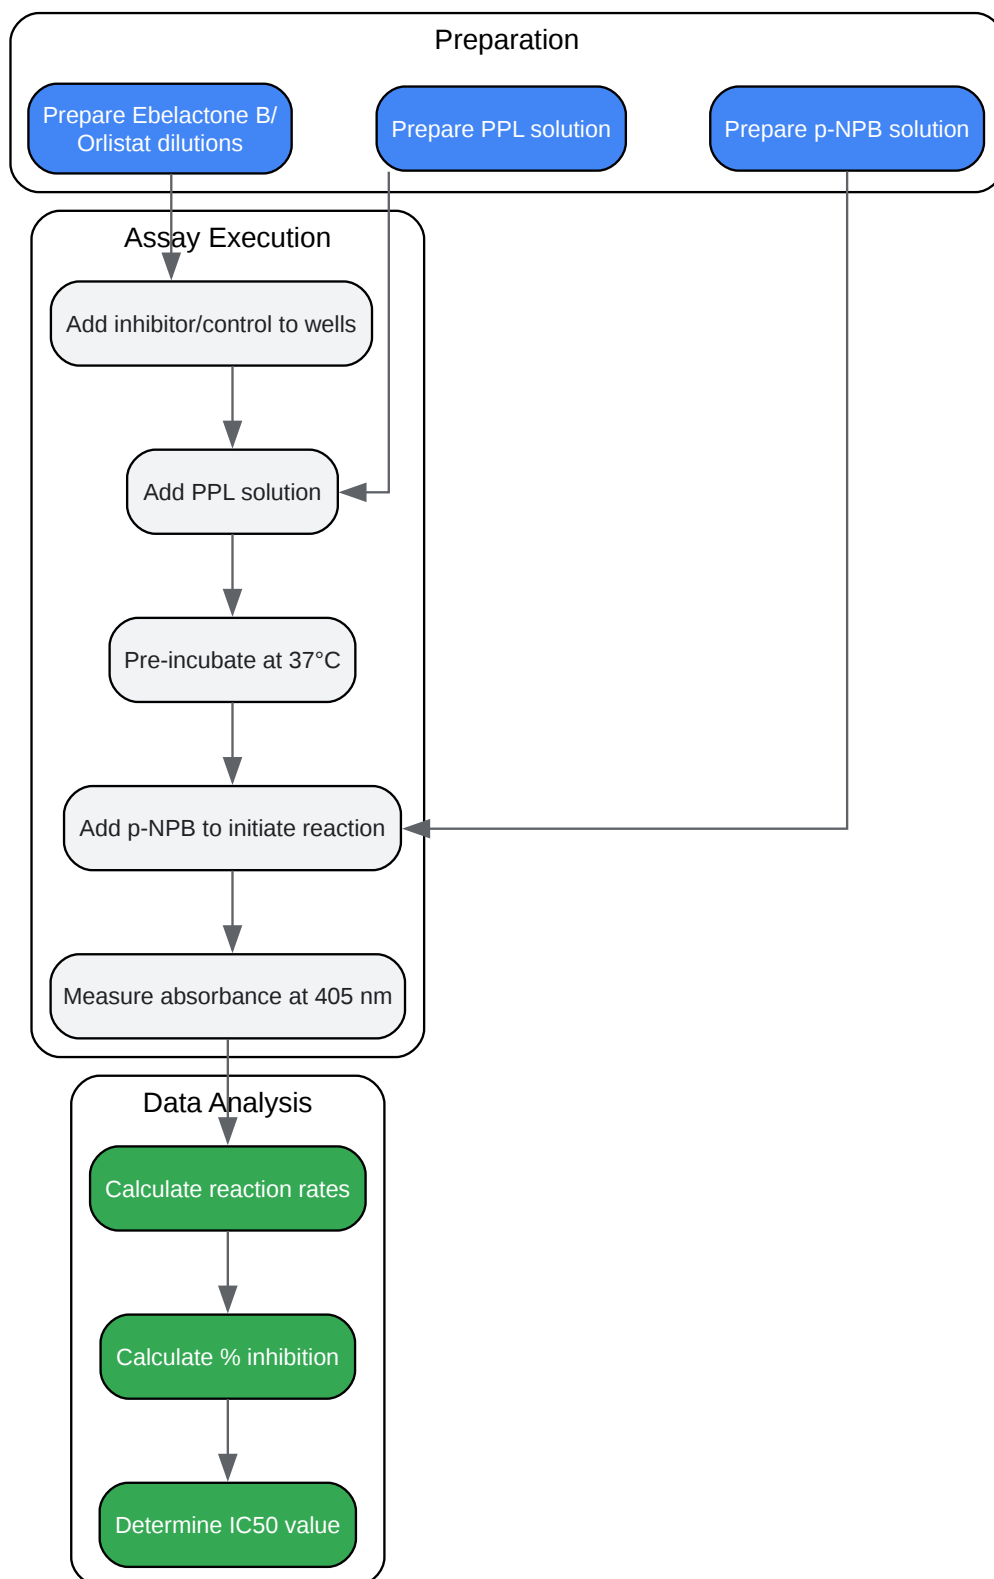 Preparation
Prepare Ebelactone B/
Orlistat dilutions
Prepare PPL solution
Prepare p-NPB solution
Assay Execution
Add inhibitor/control to wells
Add PPL solution
Pre-incubate at 37°C
Add p-NPB to initiate reaction
Measure absorbance at 405 nm
Data Analysis
Calculate reaction rates
Calculate % inhibition
Determine IC50 value